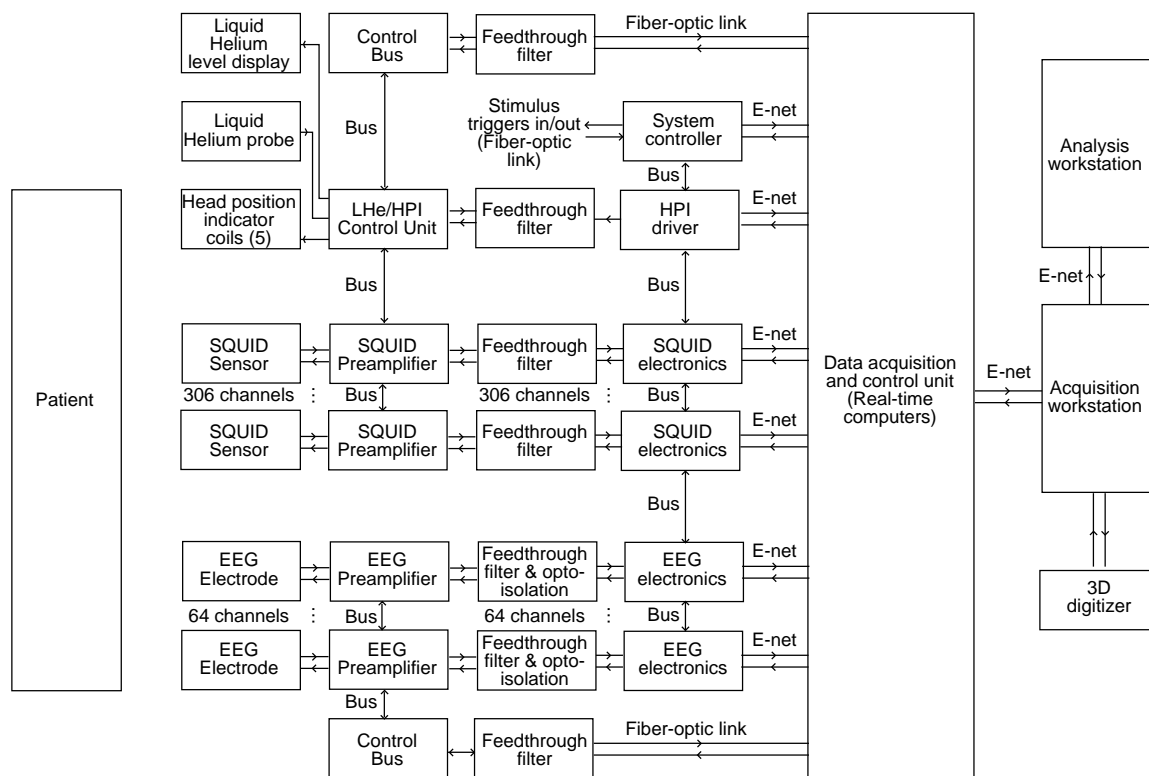 Fiber-optic link
Liquid
Helium
level display
Control
Bus
Feedthrough
filter
Liquid
Helium probe
Bus
Stimulus
triggers in/out
(Fiber-optic
link)
System
controller
E-net
Analysis
workstation
Bus
Head position
indicator
coils (5)
LHe/HPI
Control Unit
Feedthrough
filter
HPI
driver
E-net
Bus
Bus
E-net
SQUID
Sensor
SQUID
Preamplifier
Feedthrough
filter
SQUID
electronics
E-net
306 channels
Bus
306 channels
Bus
SQUID
Sensor
SQUID
Preamplifier
Feedthrough
filter
SQUID
electronics
E-net
Patient
Data acquisition
and control unit
(Real-time
computers)
E-net
Acquisition
workstation
Bus
EEG
Electrode
EEG
Preamplifier
Feedthrough
filter & opto-
isolation
EEG
electronics
E-net
64 channels
Bus
64 channels
Bus
3D
digitizer
EEG
Electrode
EEG
Preamplifier
Feedthrough
filter & opto-
isolation
EEG
electronics
E-net
Bus
Control
Bus
Feedthrough
filter
Fiber-optic link